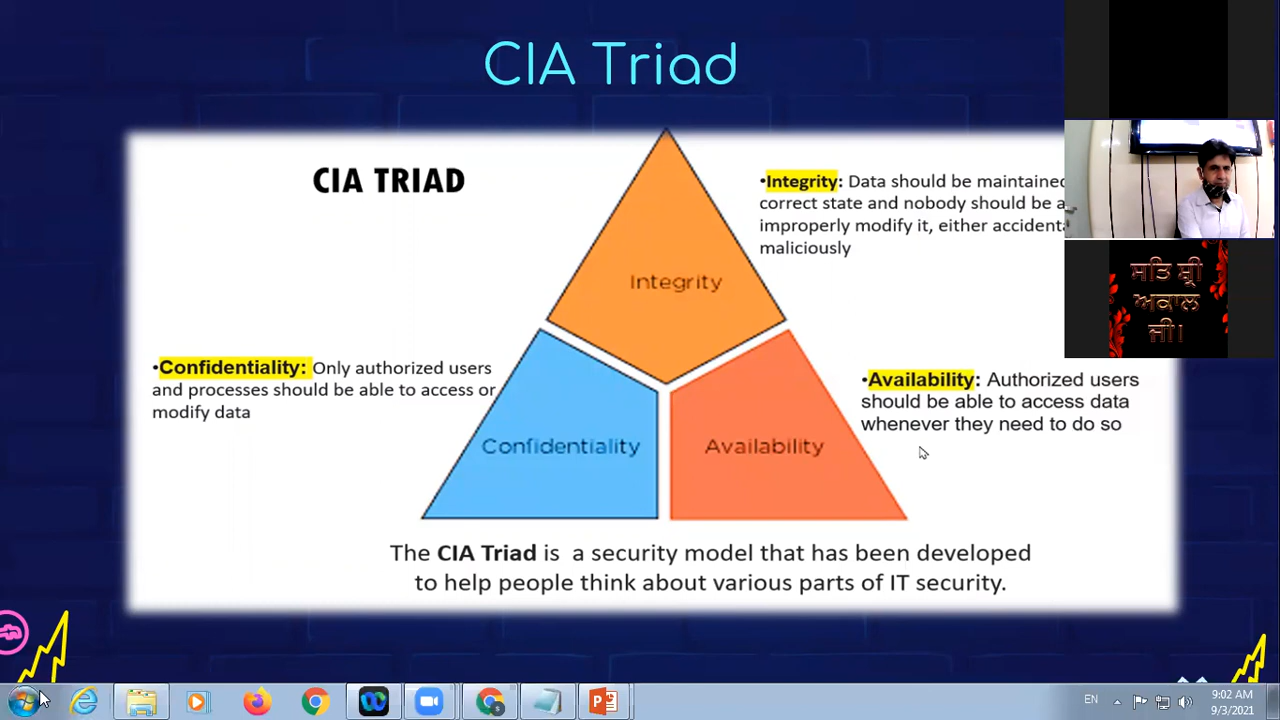 CIA Triad
CIA TRIAD
•Integrity: Data should be maintained
correct state and nobody should be a
improperly modify it, either accidenta
maliciously
Integrity
ਸਤਿ ਸ਼੍ਰੀ
ਅਕਾਲ
ਜੀ।
•Confidentiality: Only authorized users
and processes should be able to access or
modify data
•Availability: Authorized users
should be able to access data
whenever they need to do so
Confidentiality
Availability
The CIA Triad is a security model that has been developed
to help people think about various parts of IT security.
EN
9:02 AM
9/3/2021